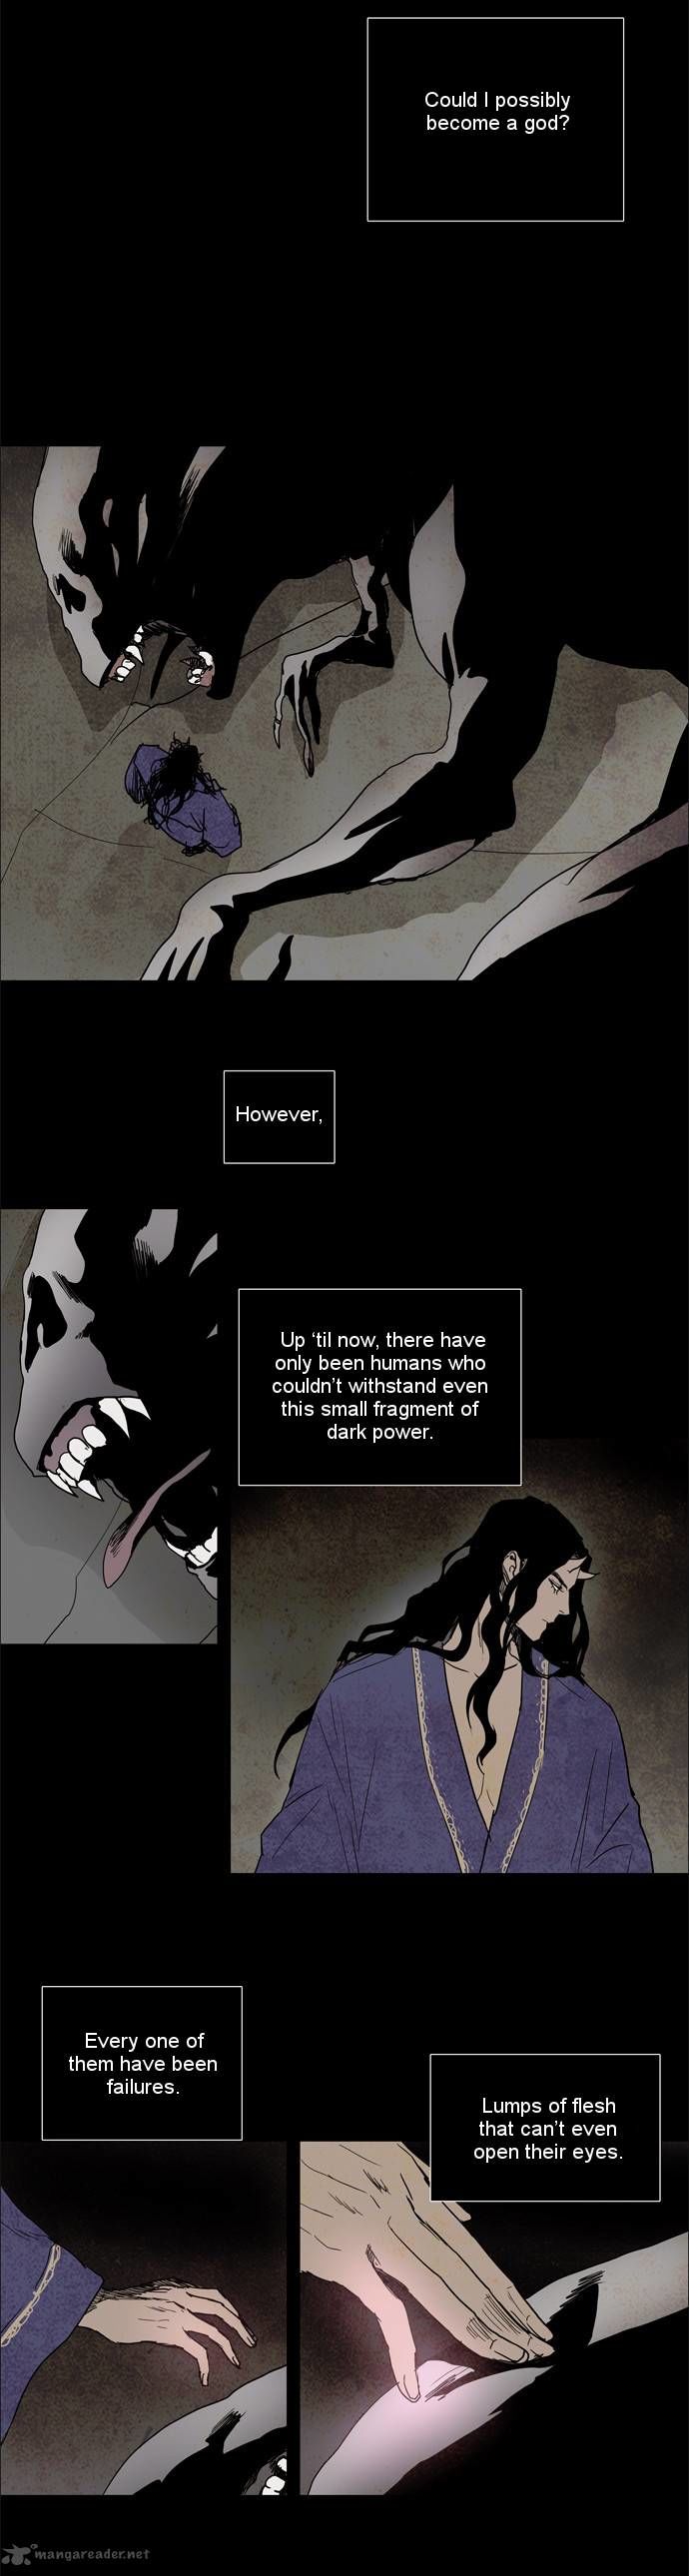 Could I possibly
become a god?
However,
Up ‘til now, there have
only been humans who
couldn’t withstand even
this small fragment of
dark power.
Every one of
them have been
failures.
Lumps of flesh
that can’t even
open their eyes.
mangareader.net